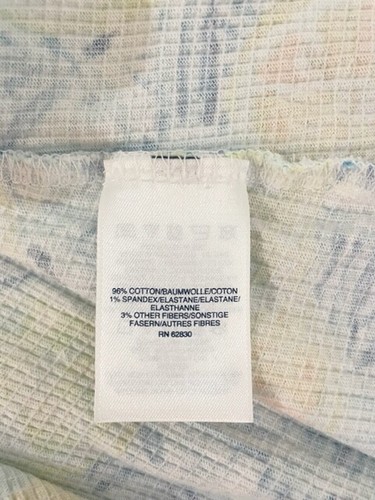 96% COTTON/BAUMWOLLE/COTON
1% SPANDEX/ELASTANE/ELASTANE/
ELASTHANNE
3% OTHER FIBERS/SONSTIGE
FASERN/AUTRES FIBRES
RN 62830